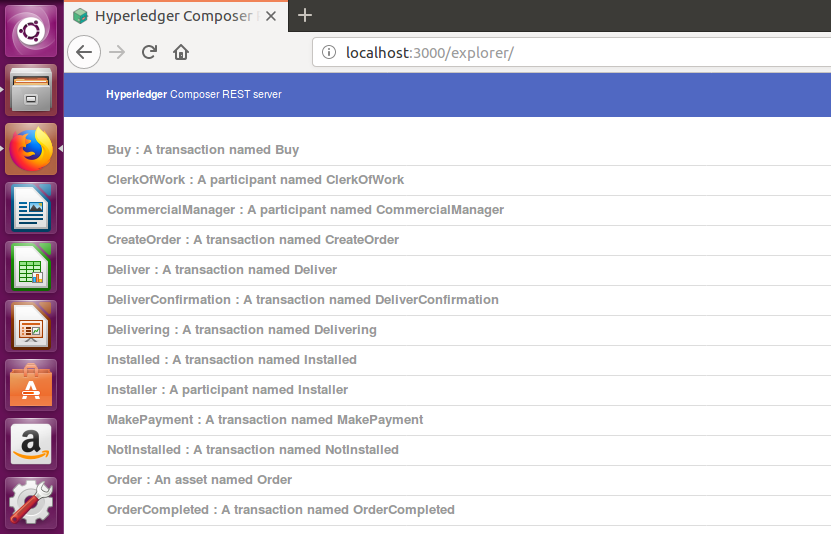 Hyperledger Composer
localhost:3000/explorer/
Hyperledger Composer REST server
Buy : A transaction named Buy
ClerkOfWork : A participant named ClerkOfWork
CommercialManager : A participant named CommercialManager
CreateOrder : A transaction named CreateOrder
Deliver : A transaction named Deliver
DeliverConfirmation : A transaction named DeliverConfirmation
Delivering : A transaction named Delivering
Installed : A transaction named Installed
Installer : A participant named Installer
MakePayment : A transaction named MakePayment
NotInstalled : A transaction named NotInstalled
Order : An asset named Order
OrderCompleted : A transaction named OrderCompleted